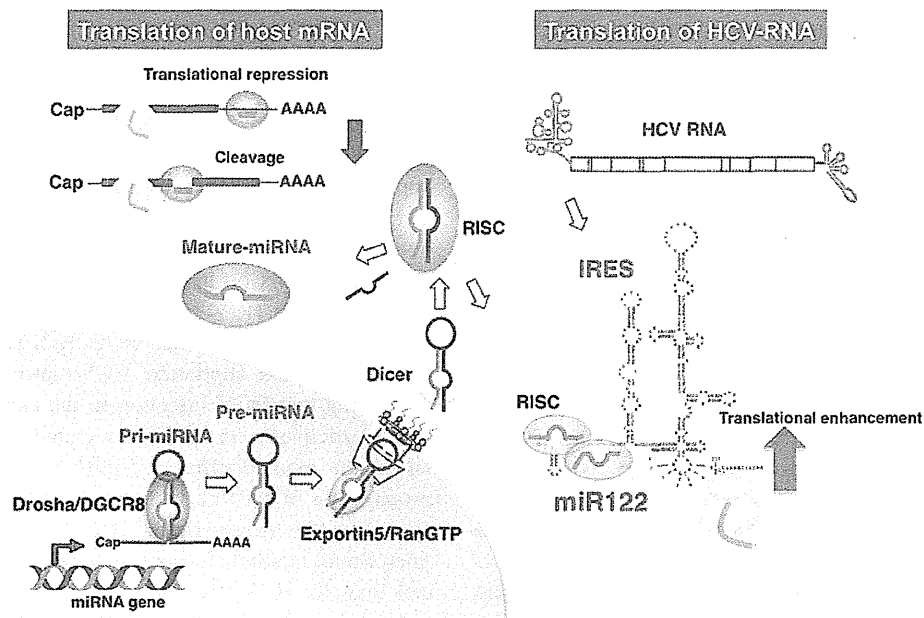 Translation of host mRNA
Translational repression
Cap AAAA
Cleavage
Cap AAAA
RISC
Mature-miRNA
Dicer
Pre-miRNA
Pri-miRNA
Drosha/DGCR8
Exportin5/RanGTP
Cap AAAA
miRNA gene
Translation of HCV-RNA
HCV RNA
IRES
RISC
Translational enhancement
miR122